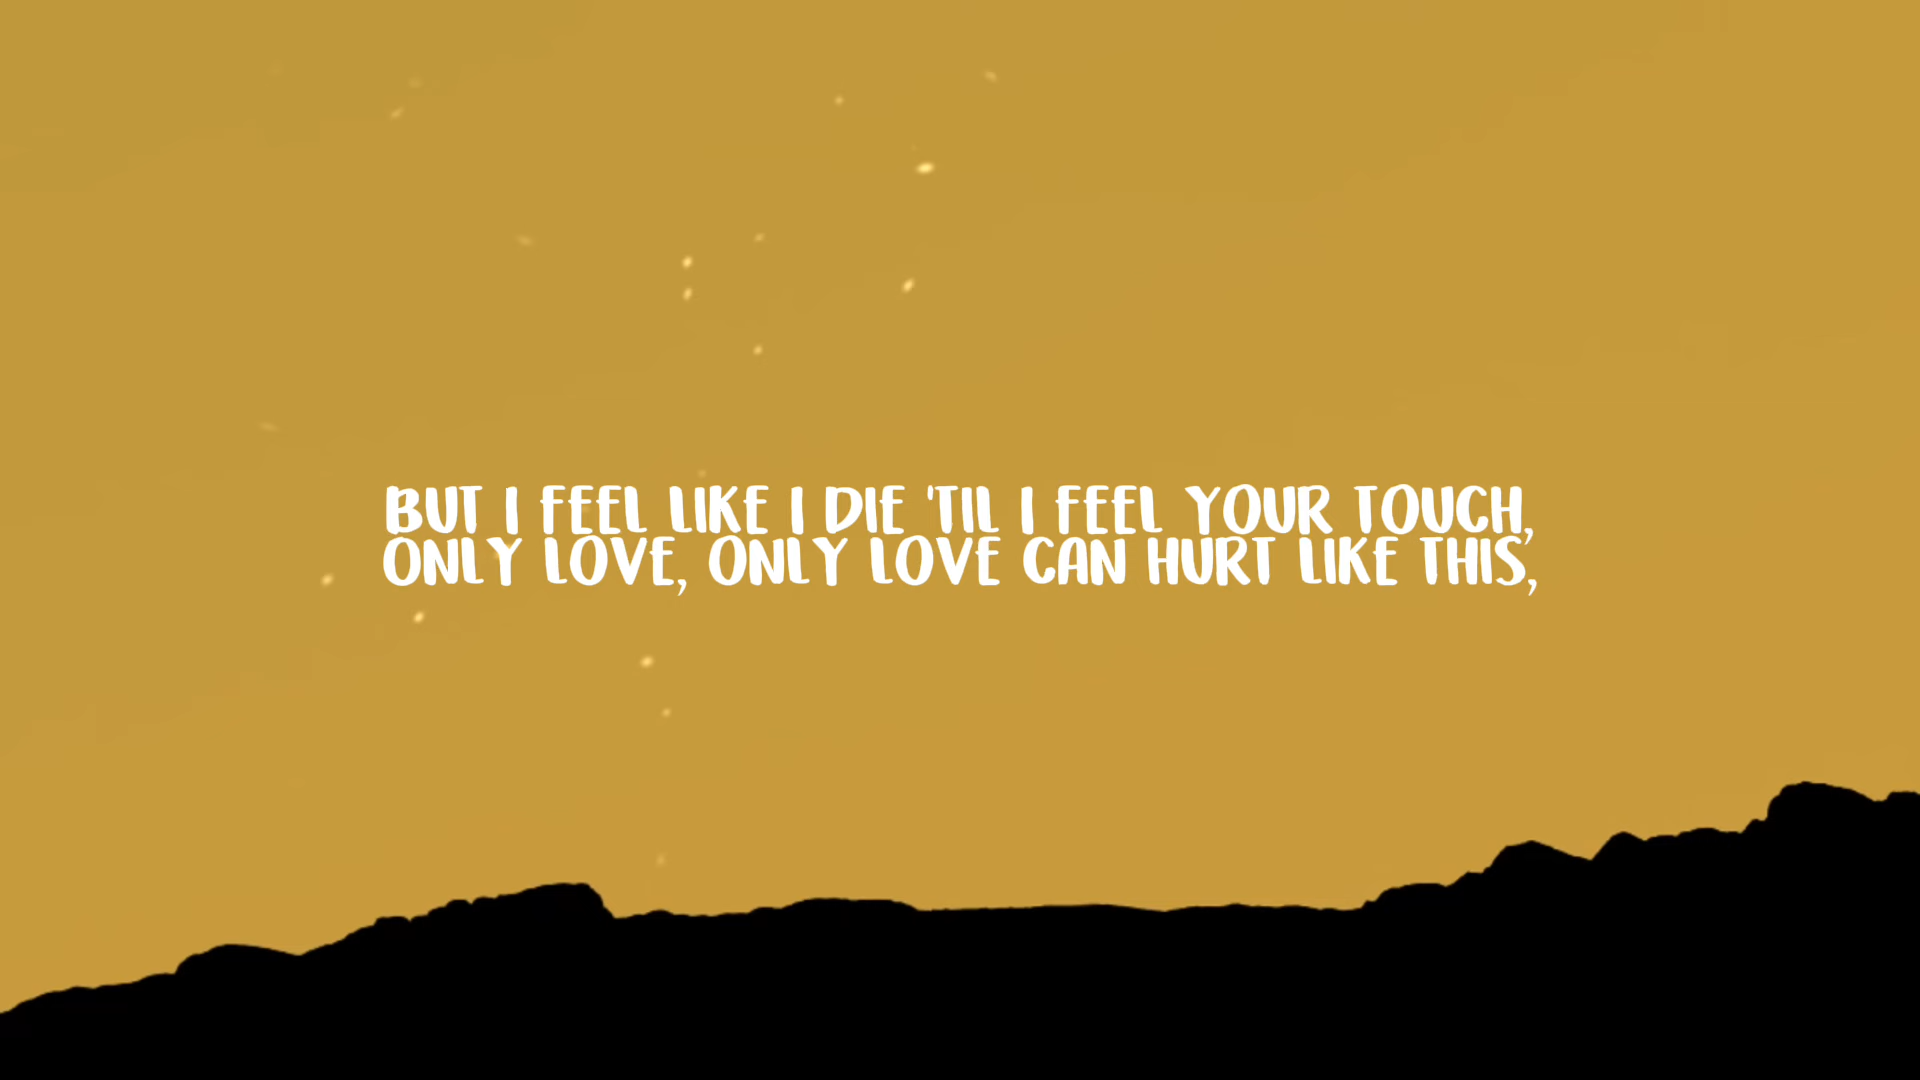 BUT I FEEL LIKE I DIE 'TIL I FEEL YOUR TOUCH,
ONLY LOVE, ONLY LOVE CAN HURT LIKE THIS,